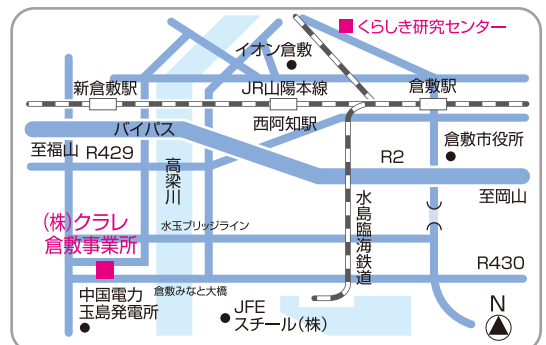 くらしき研究センター
イオン倉敷
新倉敷駅
JR山陽本線
倉敷駅
バイパス
西阿知駅
倉敷市役所
至福山
R429
R2
高梁川
至岡山
(株)クラレ
倉敷事業所
水玉ブリッジライン
水島臨海鉄道
R430
中国電力
玉島発電所
倉敷みなと大橋
JFE
スチール(株)
N